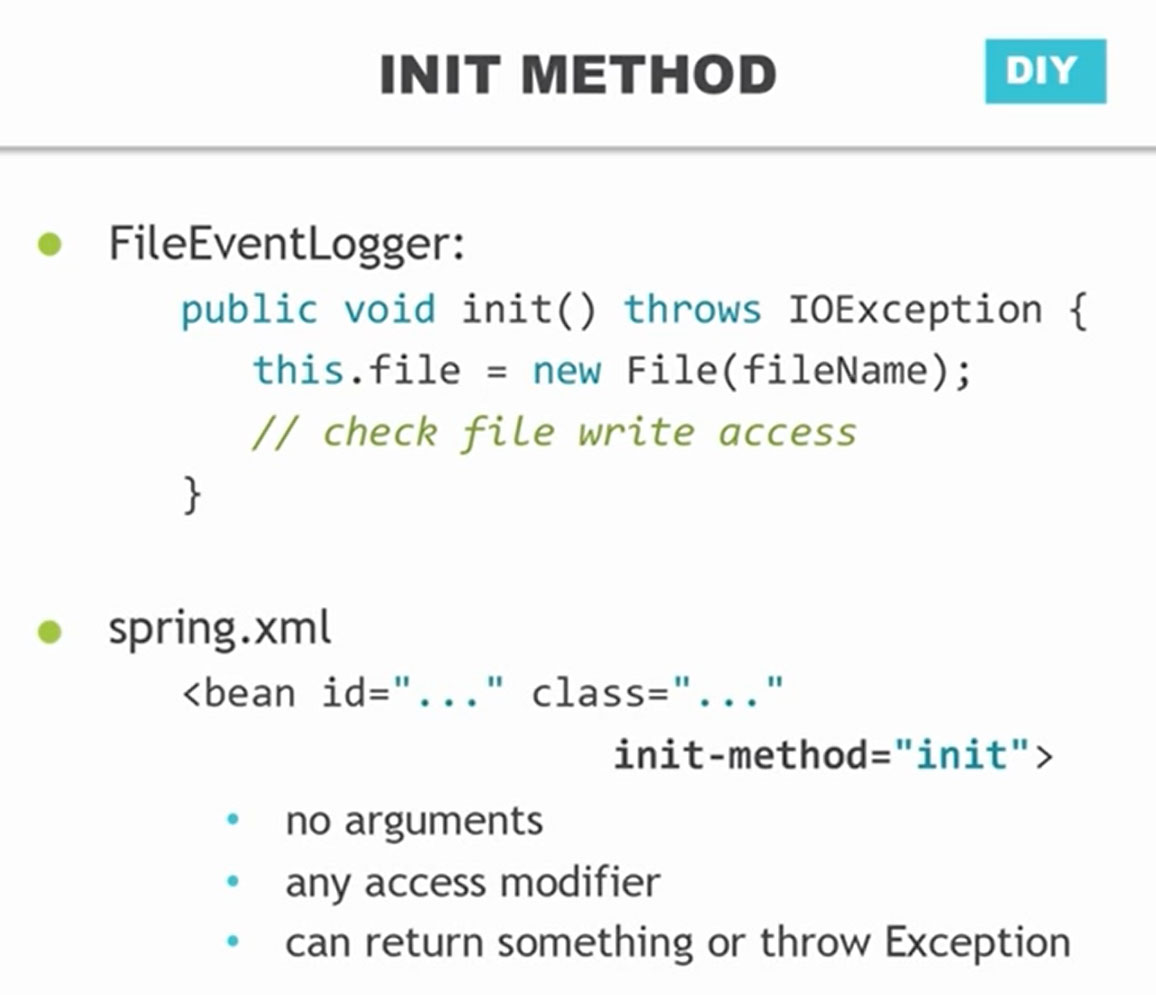 INIT METHOD
DIY
FileEventLogger:
public void init() throws IOException {
this.file = new File(fileName);
// check file write access
}
spring.xml
<bean id="..." class="..."
init-method="init">
no arguments
any access modifier
can return something or throw Exception